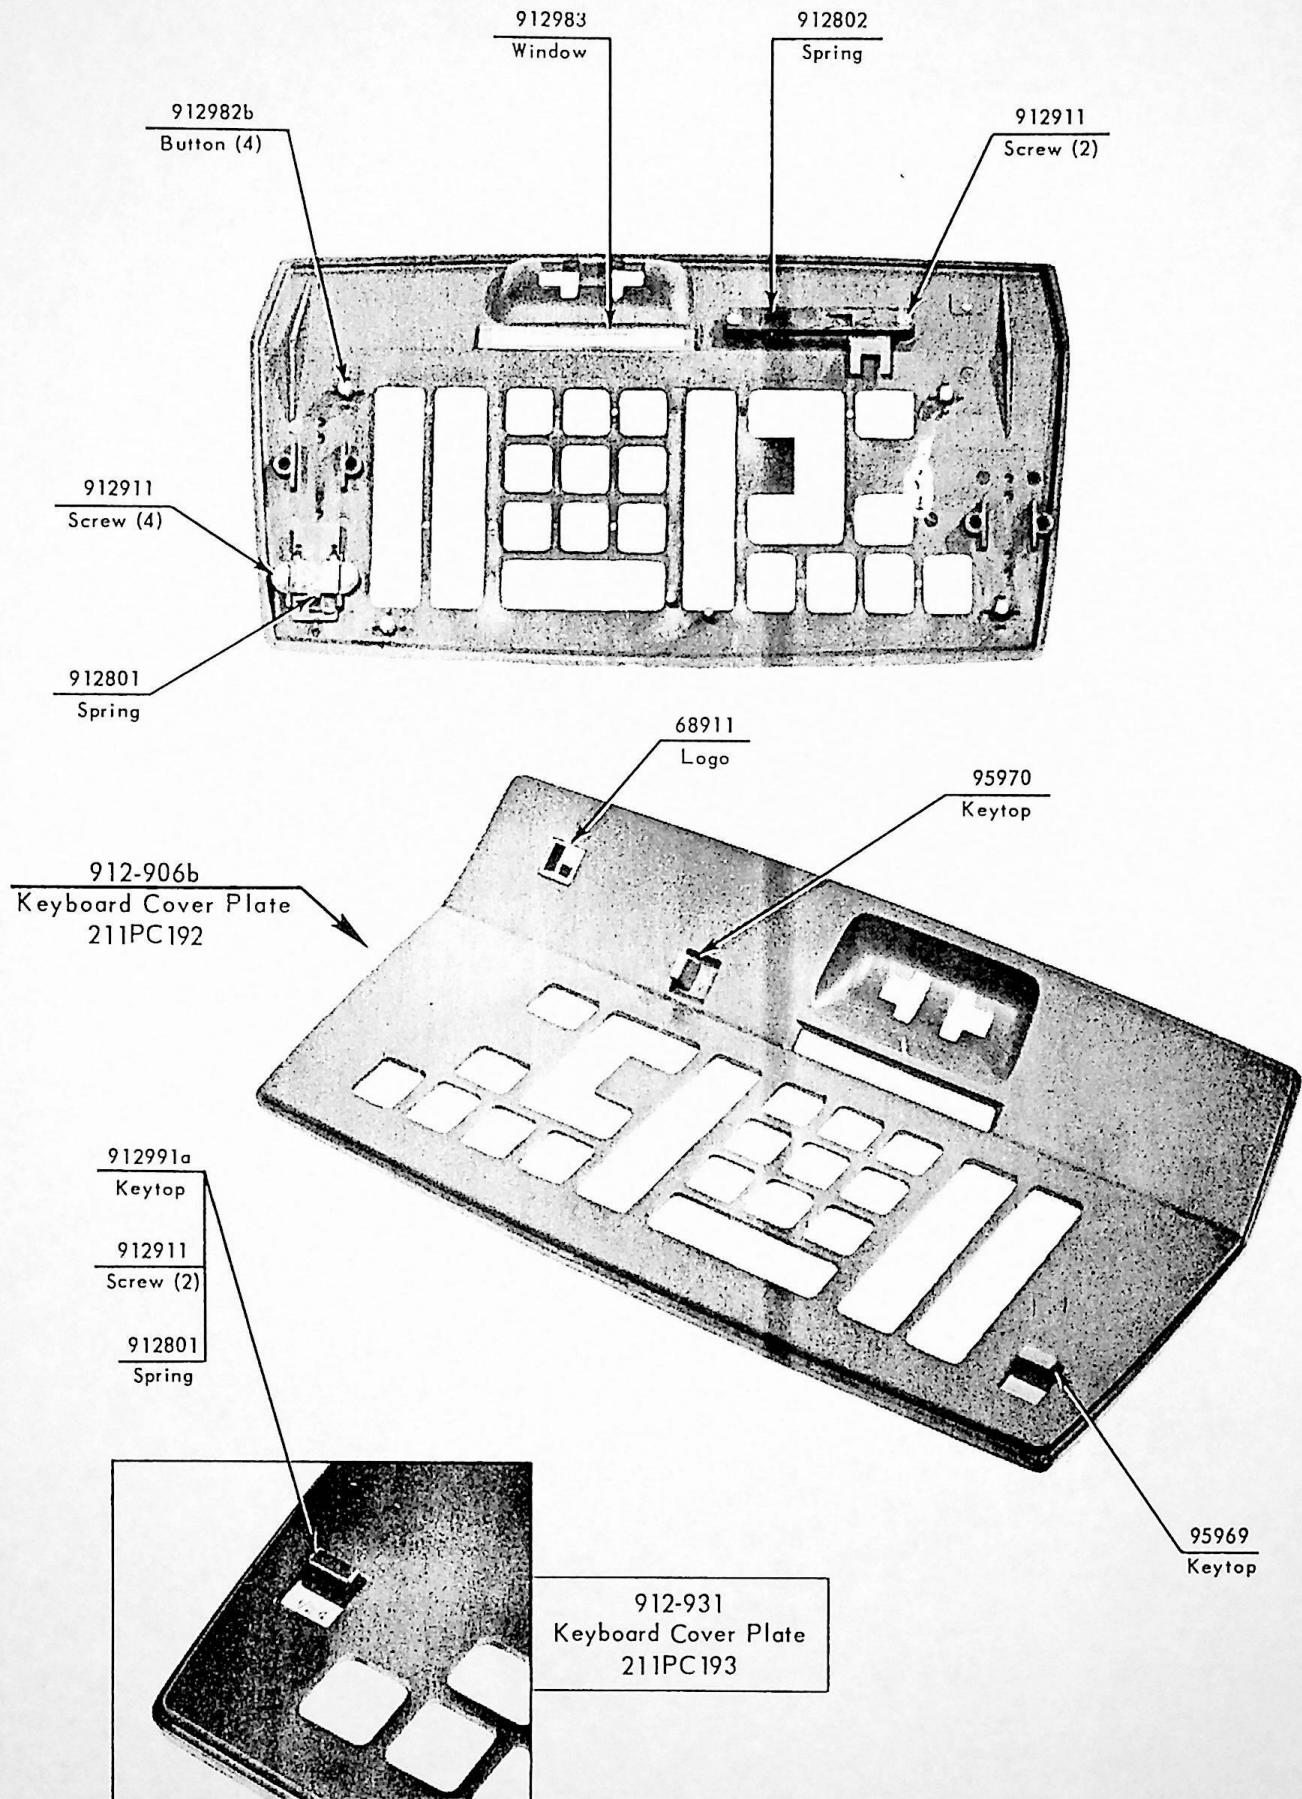 912983
Window
912802
Spring
912982b
Button (4)
912911
Screw (2)
912911
Screw (4)
912801
Spring
68911
Logo
95970
Keytop
912-906b
Keyboard Cover Plate
211PC192
912991a
Keytop
912911
Screw (2)
912801
Spring
95969
Keytop
912-931
Keyboard Cover Plate
211PC193